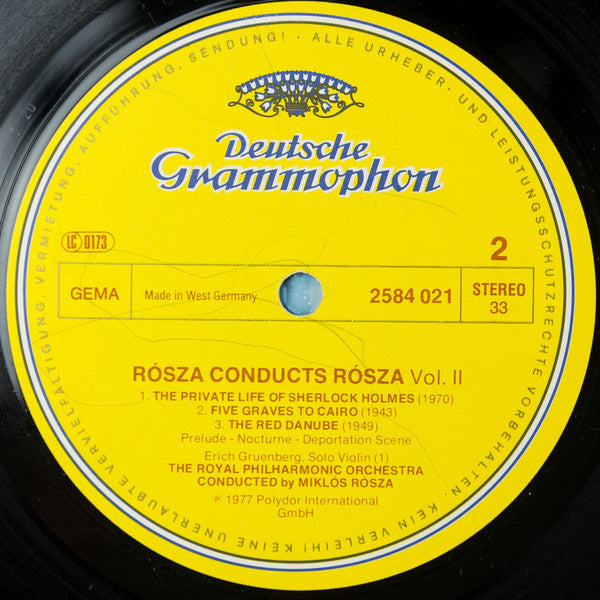 Deutsche
Grammophon
LC 0173
2
GEMA
Made in West Germany
2584 021
STEREO
33
RÓSZA CONDUCTS RÓSZA Vol. II
1. THE PRIVATE LIFE OF SHERLOCK HOLMES (1970)
2. FIVE GRAVES TO CAIRO (1943)
3. THE RED DANUBE (1949)
Prelude - Nocturne - Deportation Scene
Erich Gruenberg, Solo Violin (1)
THE ROYAL PHILHARMONIC ORCHESTRA
CONDUCTED by MIKLÓS RÓSZA
℗ 1977 Polydor International
GmbH
ALLE URHEBER- UND LEISTUNGSSCHUTZRECHTE VORBEHALTEN. KEIN VERLEIH! KEINE UNERLAUBTE VERVIELFÄLTIGUNG, VERMIETUNG, AUFFÜHRUNG, SENDUNG! ·